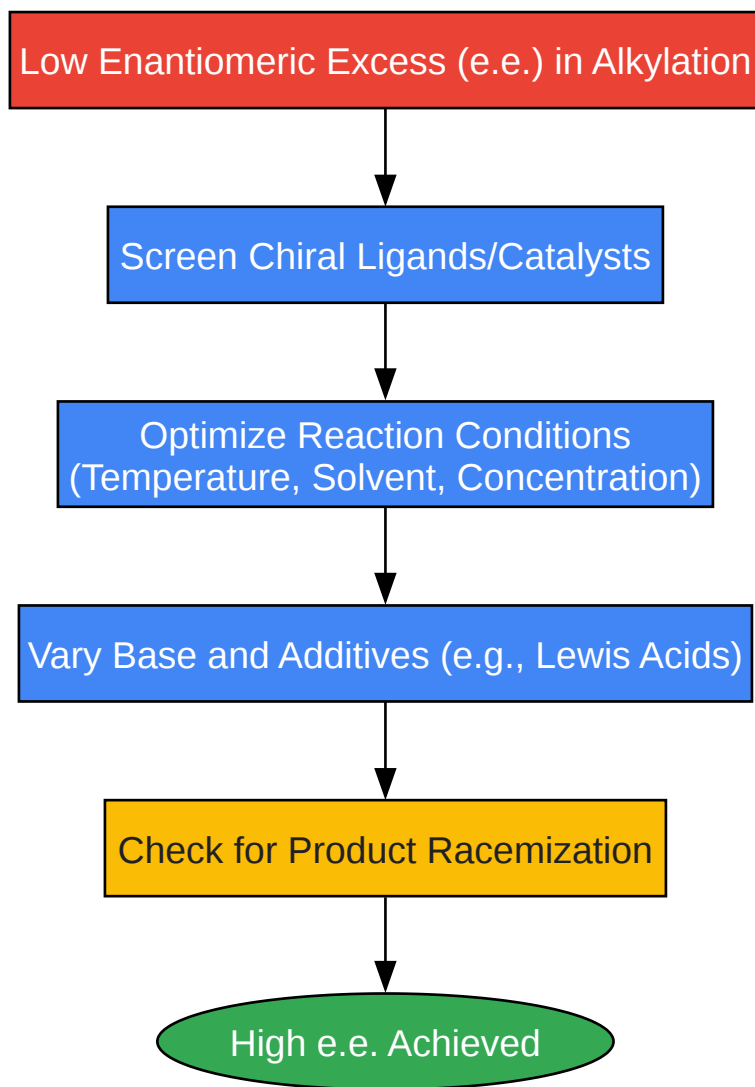 Low Enantiomeric Excess (e.e.) in Alkylation
Screen Chiral Ligands/Catalysts
Optimize Reaction Conditions
(Temperature, Solvent, Concentration)
Vary Base and Additives (e.g., Lewis Acids)
Check for Product Racemization
High e.e. Achieved